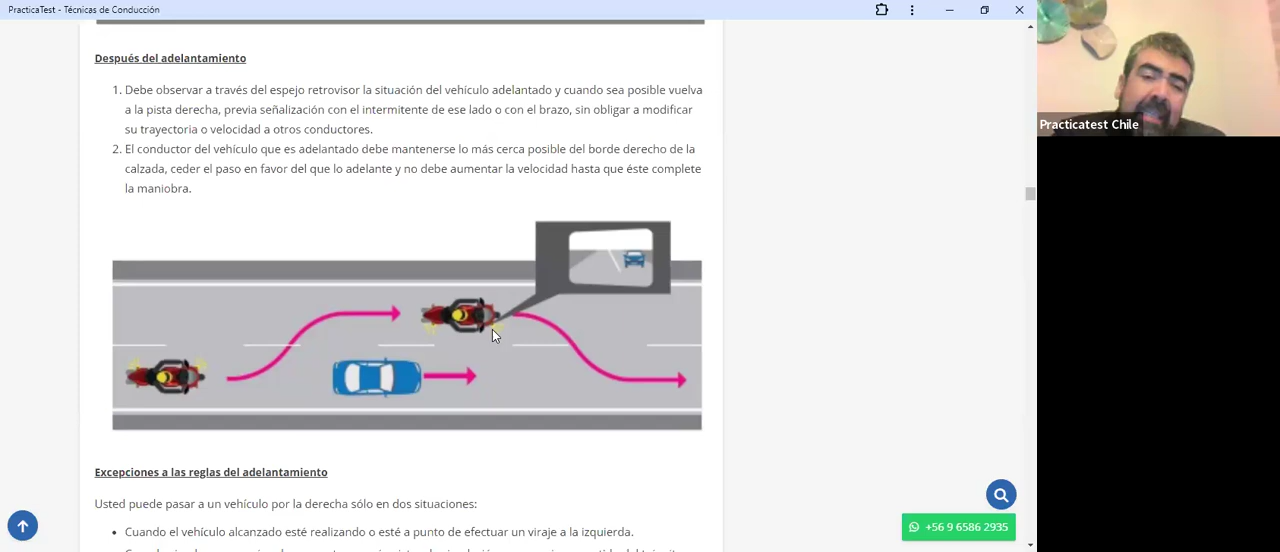 PracticaTest - Técnicas de Conducción
Después del adelantamiento
1. Debe observar a través del espejo retrovisor la situación del vehículo adelantado y cuando sea posible vuelva
a la pista derecha, previa señalización con el intermitente de ese lado o con el brazo, sin obligar a modificar
su trayectoria o velocidad a otros conductores.
2. El conductor del vehículo que es adelantado debe mantenerse lo más cerca posible del borde derecho de la
calzada, ceder el paso en favor del que lo adelante y no debe aumentar la velocidad hasta que éste complete
la maniobra.
Excepciones a las reglas del adelantamiento
Usted puede pasar a un vehículo por la derecha sólo en dos situaciones:
• Cuando el vehículo alcanzado esté realizando o esté a punto de efectuar un viraje a la izquierda.
+56 9 6586 2935
Practicatest Chile